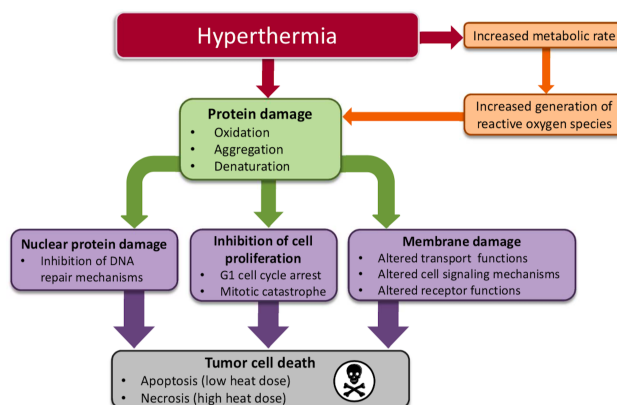 Hyperthermia
Increased metabolic rate
Increased generation of
reactive oxygen species
Protein damage
• Oxidation
• Aggregation
• Denaturation
Nuclear protein damage
• Inhibition of DNA
repair mechanisms
Inhibition of cell
proliferation
• G1 cell cycle arrest
• Mitotic catastrophe
Membrane damage
• Altered transport functions
• Altered cell signaling mechanisms
• Altered receptor functions
Tumor cell death
• Apoptosis (low heat dose)
• Necrosis (high heat dose)